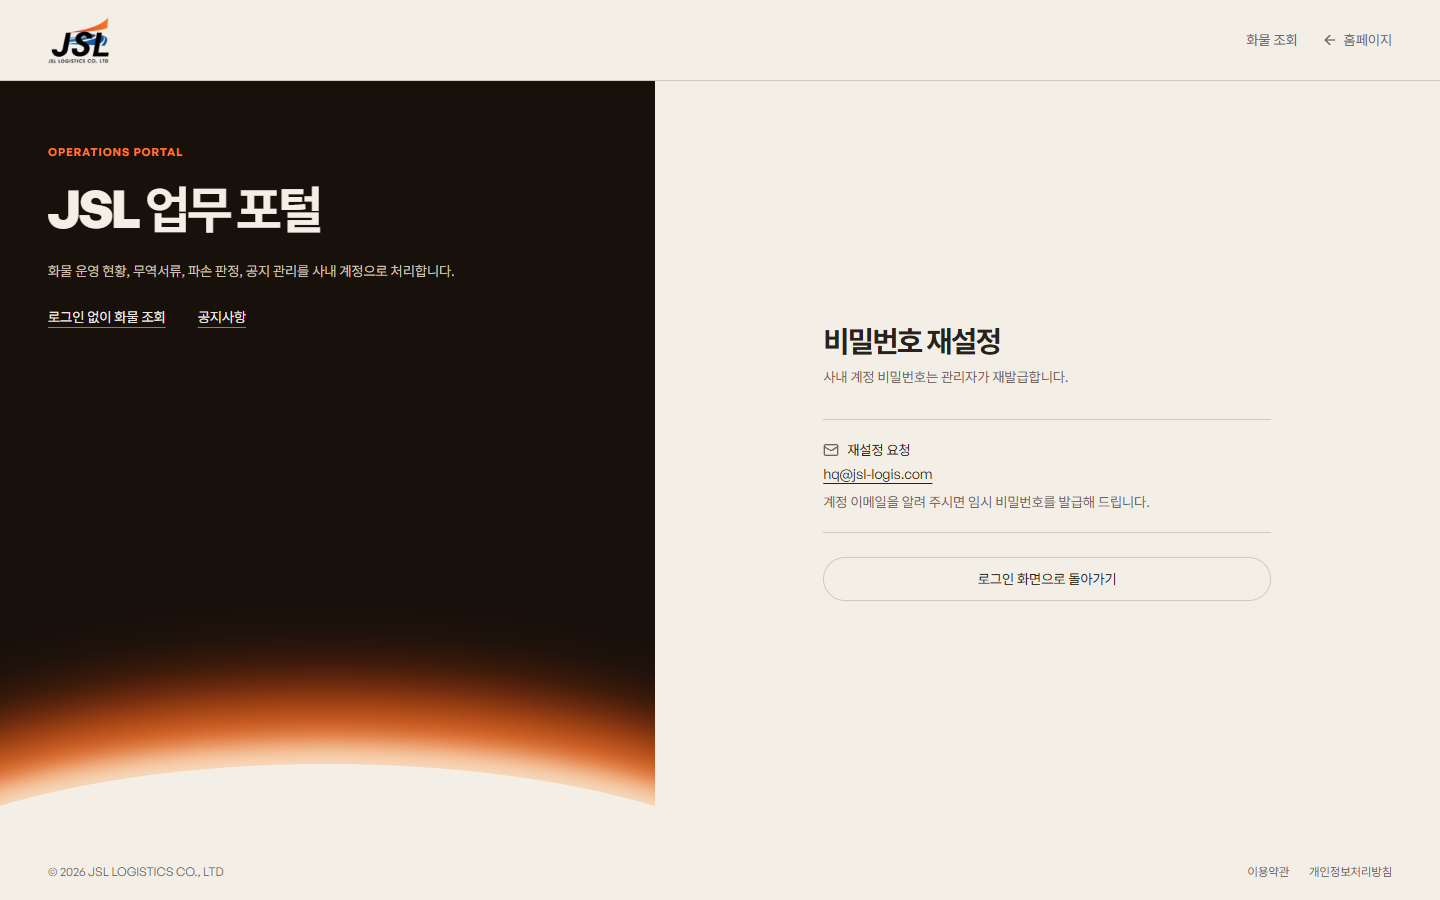 JSL
JSL LOGISTICS CO. LTD
화물 조회
홈페이지
OPERATIONS PORTAL
JSL 업무 포털
화물 운영 현황, 무역서류, 파손 판정, 공지 관리를 사내 계정으로 처리합니다.
로그인 없이 화물 조회
공지사항
비밀번호 재설정
사내 계정 비밀번호는 관리자가 재발급합니다.
재설정 요청
hq@jsl-logis.com
계정 이메일을 알려 주시면 임시 비밀번호를 발급해 드립니다.
로그인 화면으로 돌아가기
© 2026 JSL LOGISTICS CO., LTD
이용약관
개인정보처리방침